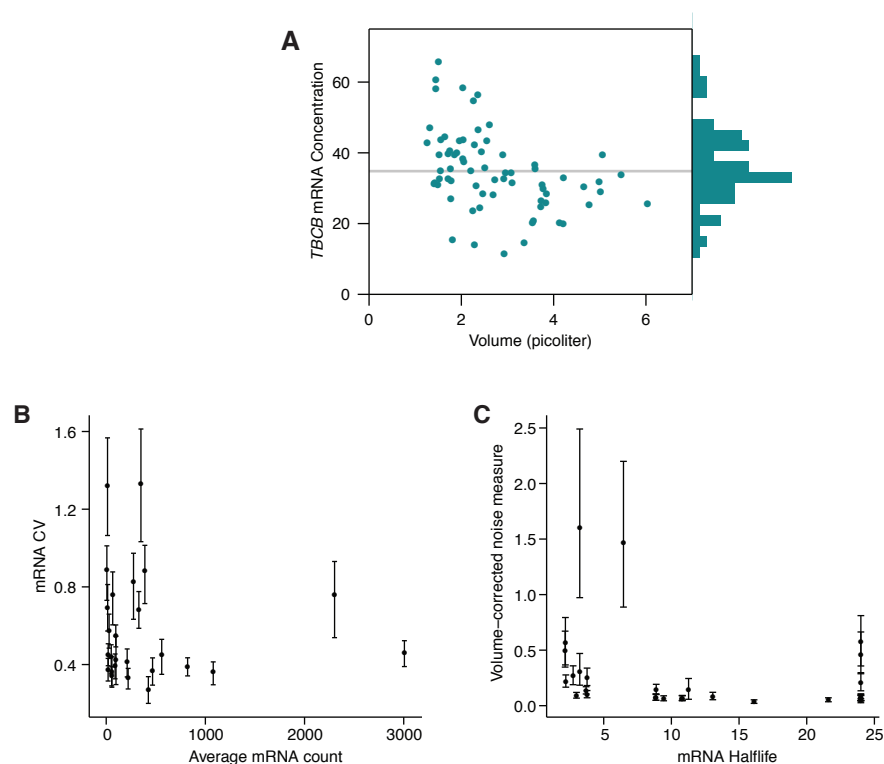 A
TBCB mRNA Concentration
60
40
20
0
0 2 4 6
Volume (picoliter)
B
mRNA CV
1.6
1.2
0.8
0.4
0 1000 2000 3000
Average mRNA count
C
Volume−corrected noise measure
2.5
2.0
1.5
1.0
0.5
0.0
5 10 15 20 25
mRNA Halflife